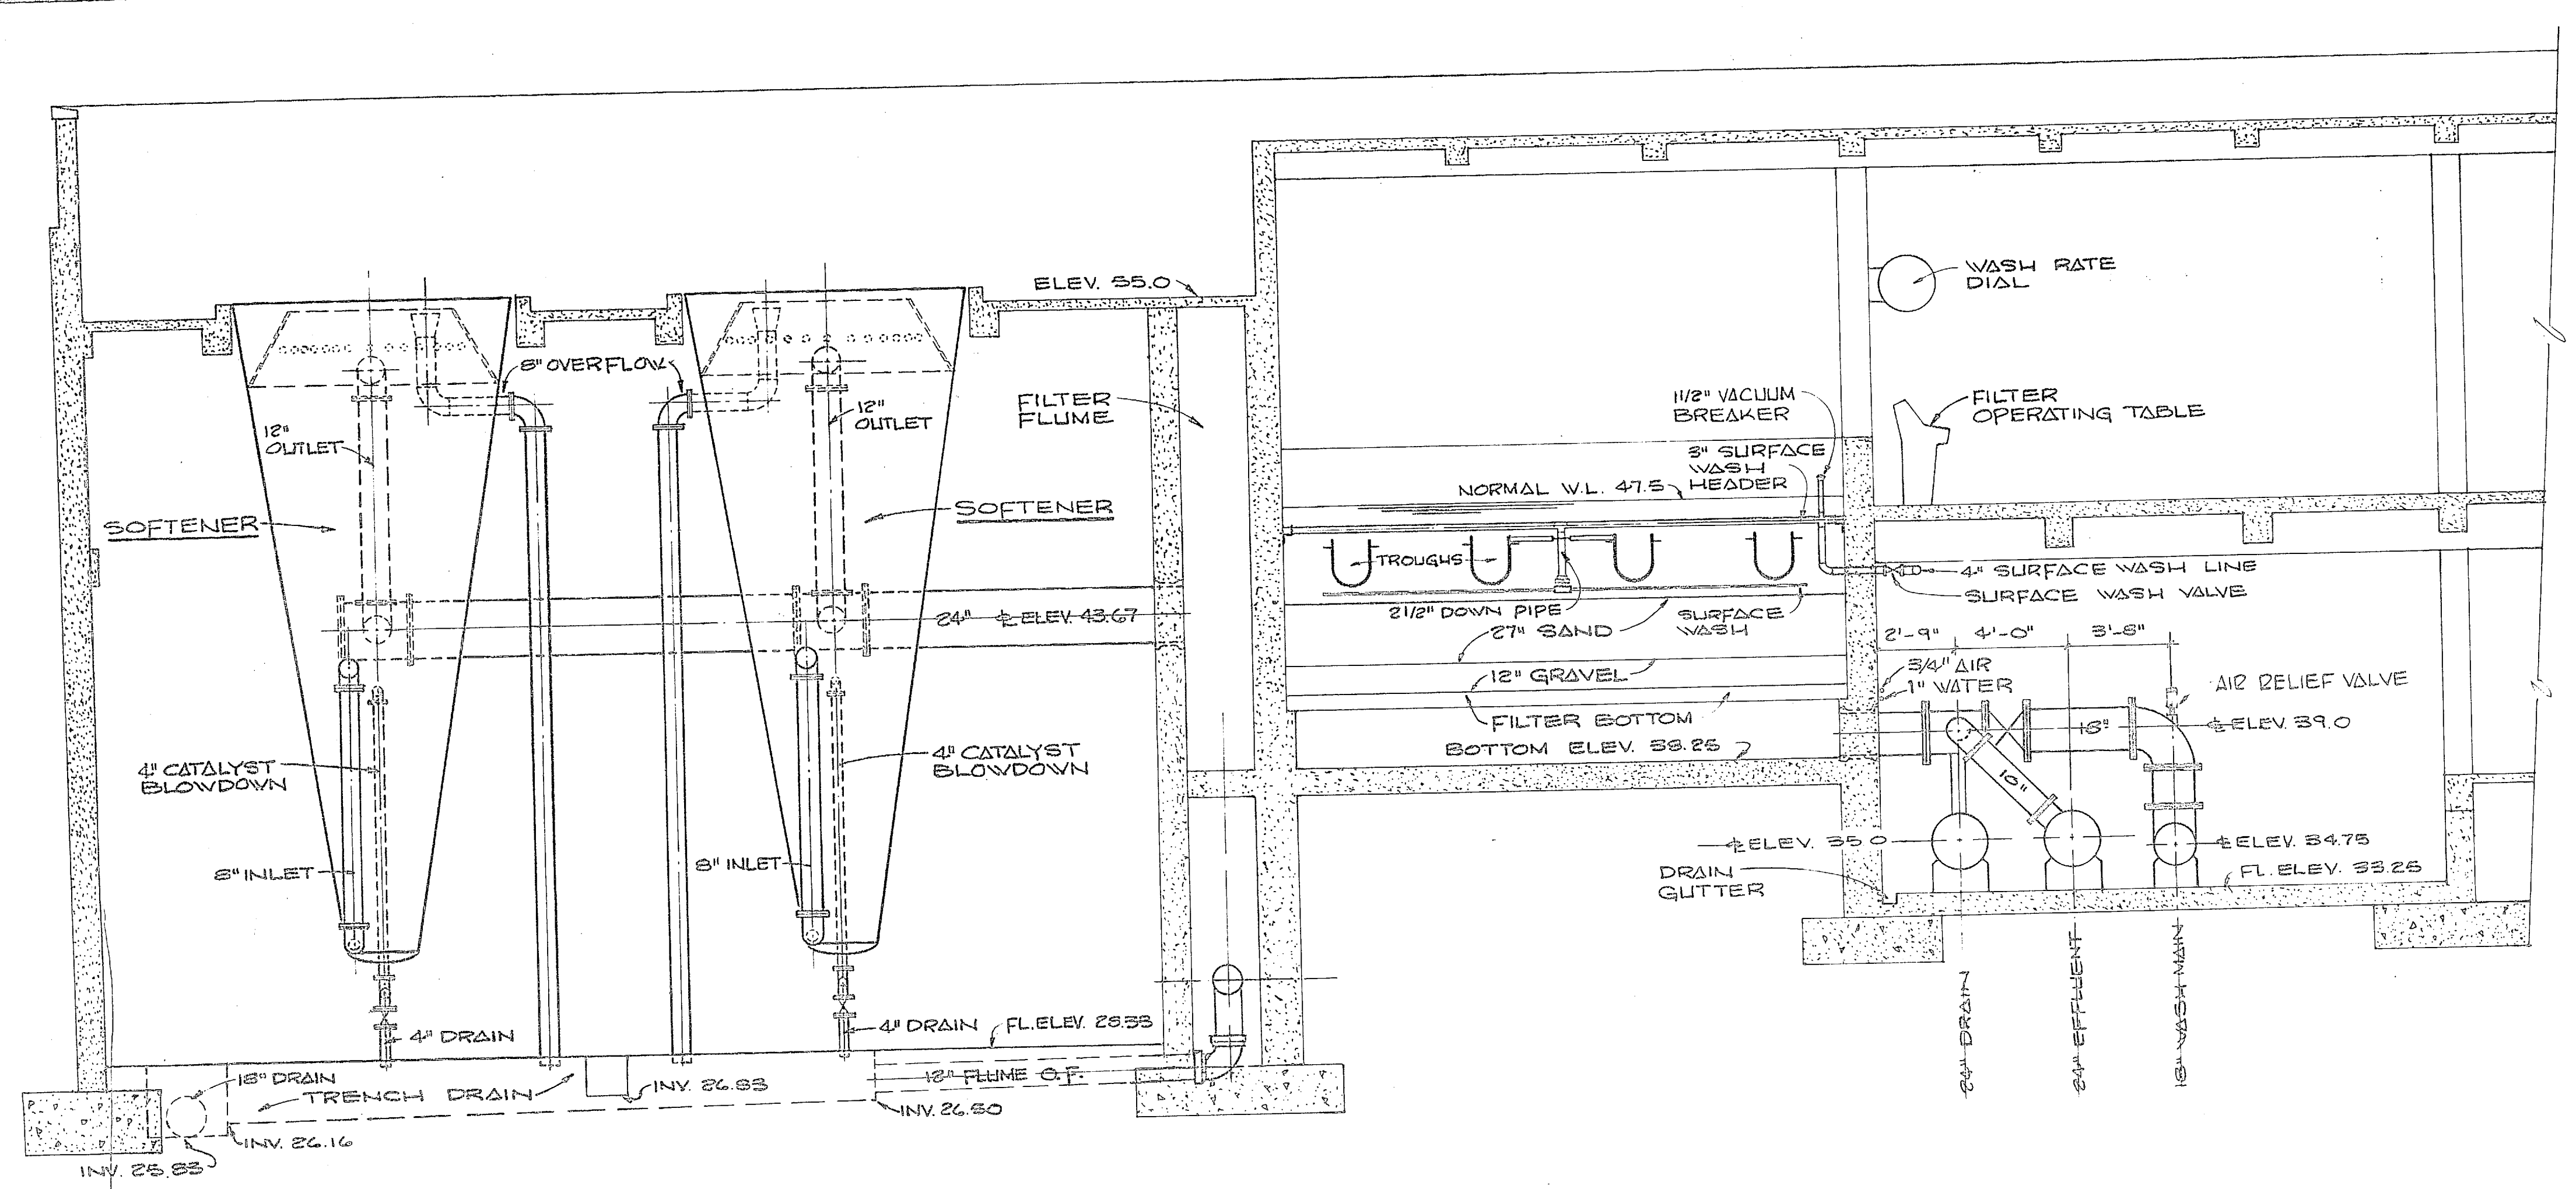 ELEV. 55.0
WASH RATE
DIAL
8" OVERFLOW
12"
OUTLET
12"
OUTLET
FILTER
FLUME
1 1/2" VACUUM
BREAKER
FILTER
OPERATING TABLE
3" SURFACE
WASH
HEADER
NORMAL W.L. 47.5
SOFTENER
SOFTENER
TROUGHS
4" SURFACE WASH LINE
SURFACE WASH VALVE
24" ℄ ELEV. 43.67
2 1/2" DOWN PIPE
SURFACE
WASH
27" SAND
2'-9"
4'-0"
3'-8"
3/4" AIR
1" WATER
12" GRAVEL
AIR RELIEF VALVE
FILTER BOTTOM
18"
℄ ELEV. 39.0
BOTTOM ELEV. 38.25
4" CATALYST
BLOWDOWN
4" CATALYST
BLOWDOWN
10"
℄ ELEV. 35.0
℄ ELEV. 34.75
8" INLET
8" INLET
DRAIN
GUTTER
FL. ELEV. 33.25
24" DRAIN
24" EFFLUENT
18" WASH MAIN
4" DRAIN
4" DRAIN
FL. ELEV. 28.33
18" DRAIN
TRENCH DRAIN
INV. 26.83
12" FLUME O.F.
INV. 26.50
INV. 26.16
INV. 25.83